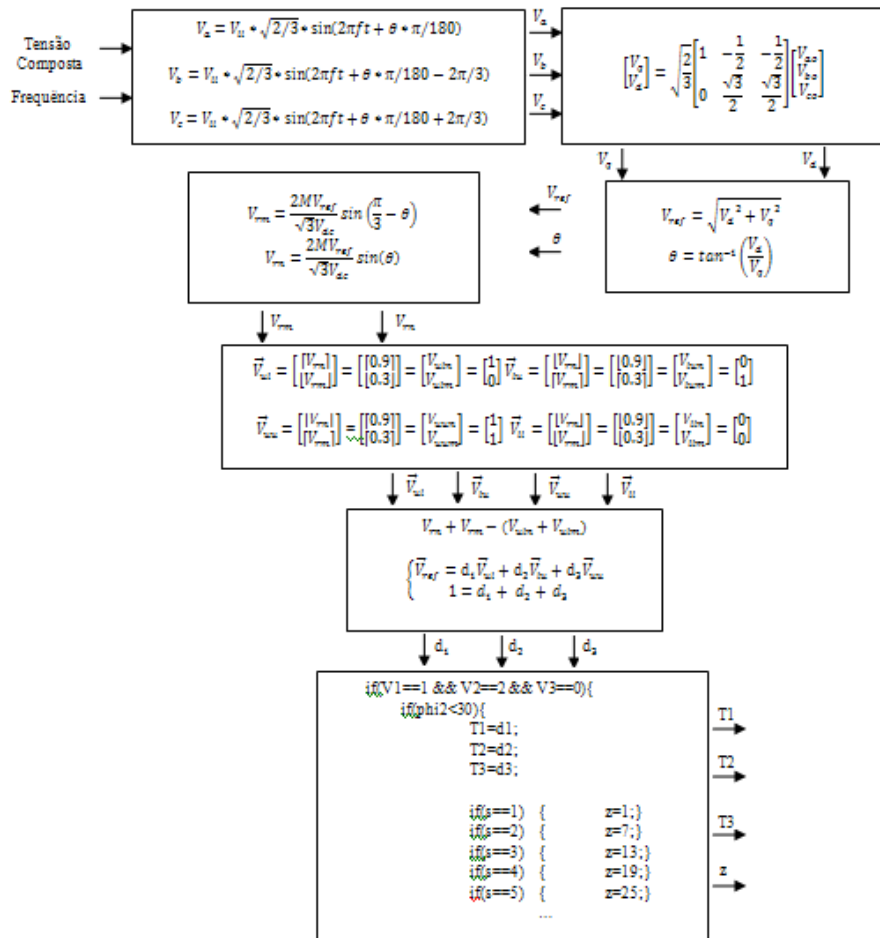 Tensão
Composta
Frequência
V_a = V_ll * √(2/3) * sin(2πft + θ * π/180)
V_b = V_ll * √(2/3) * sin(2πft + θ * π/180 − 2π/3)
V_c = V_ll * √(2/3) * sin(2πft + θ * π/180 + 2π/3)
V_a
V_b
V_c
[V_g V_d] = √(2/3) [1 −1/2 −1/2; 0 √3/2 √3/2] [V_ao V_bo V_co]
V_g V_d
V_ref = √(V_d² + V_g²)
θ = tan⁻¹(V_d/V_g)
V_ref
θ
V_rm = 2MV_ref/(√3V_dc) sin(π/3 − θ)
V_rn = 2MV_ref/(√3V_dc) sin(θ)
V_rm V_rn
V⃗_ul = [⌈V_rn⌉ ⌊V_rm⌋] = [⌈0.9⌉ ⌊0.3⌋] = [V_uln V_ulm] = [1 0] V⃗_lu = [⌊V_rn⌋ ⌈V_rm⌉] = [⌊0.9⌋ ⌈0.3⌉] = [V_lun V_lum] = [0 1]
V⃗_uu = [⌈V_rn⌉ ⌈V_rm⌉] = [⌈0.9⌉ ⌈0.3⌉] = [V_uun V_uum] = [1 1] V⃗_ll = [⌊V_rn⌋ ⌊V_rm⌋] = [⌊0.9⌋ ⌊0.3⌋] = [V_lln V_llm] = [0 0]
V⃗_ul V⃗_lu V⃗_uu V⃗_ll
V_rn + V_rm − (V_uln + V_ulm)
{ V⃗_ref = d₁V⃗_ul + d₂V⃗_lu + d₃V⃗_uu
1 = d₁ + d₂ + d₃
d₁ d₂ d₃
if(V1==1 && V2==2 && V3==0){
if(phi2<30){
T1=d1;
T2=d2;
T3=d3;
if(s==1) { z=1;}
if(s==2) { z=7;}
if(s==3) { z=13;}
if(s==4) { z=19;}
if(s==5) { z=25;}
...
T1
T2
T3
z